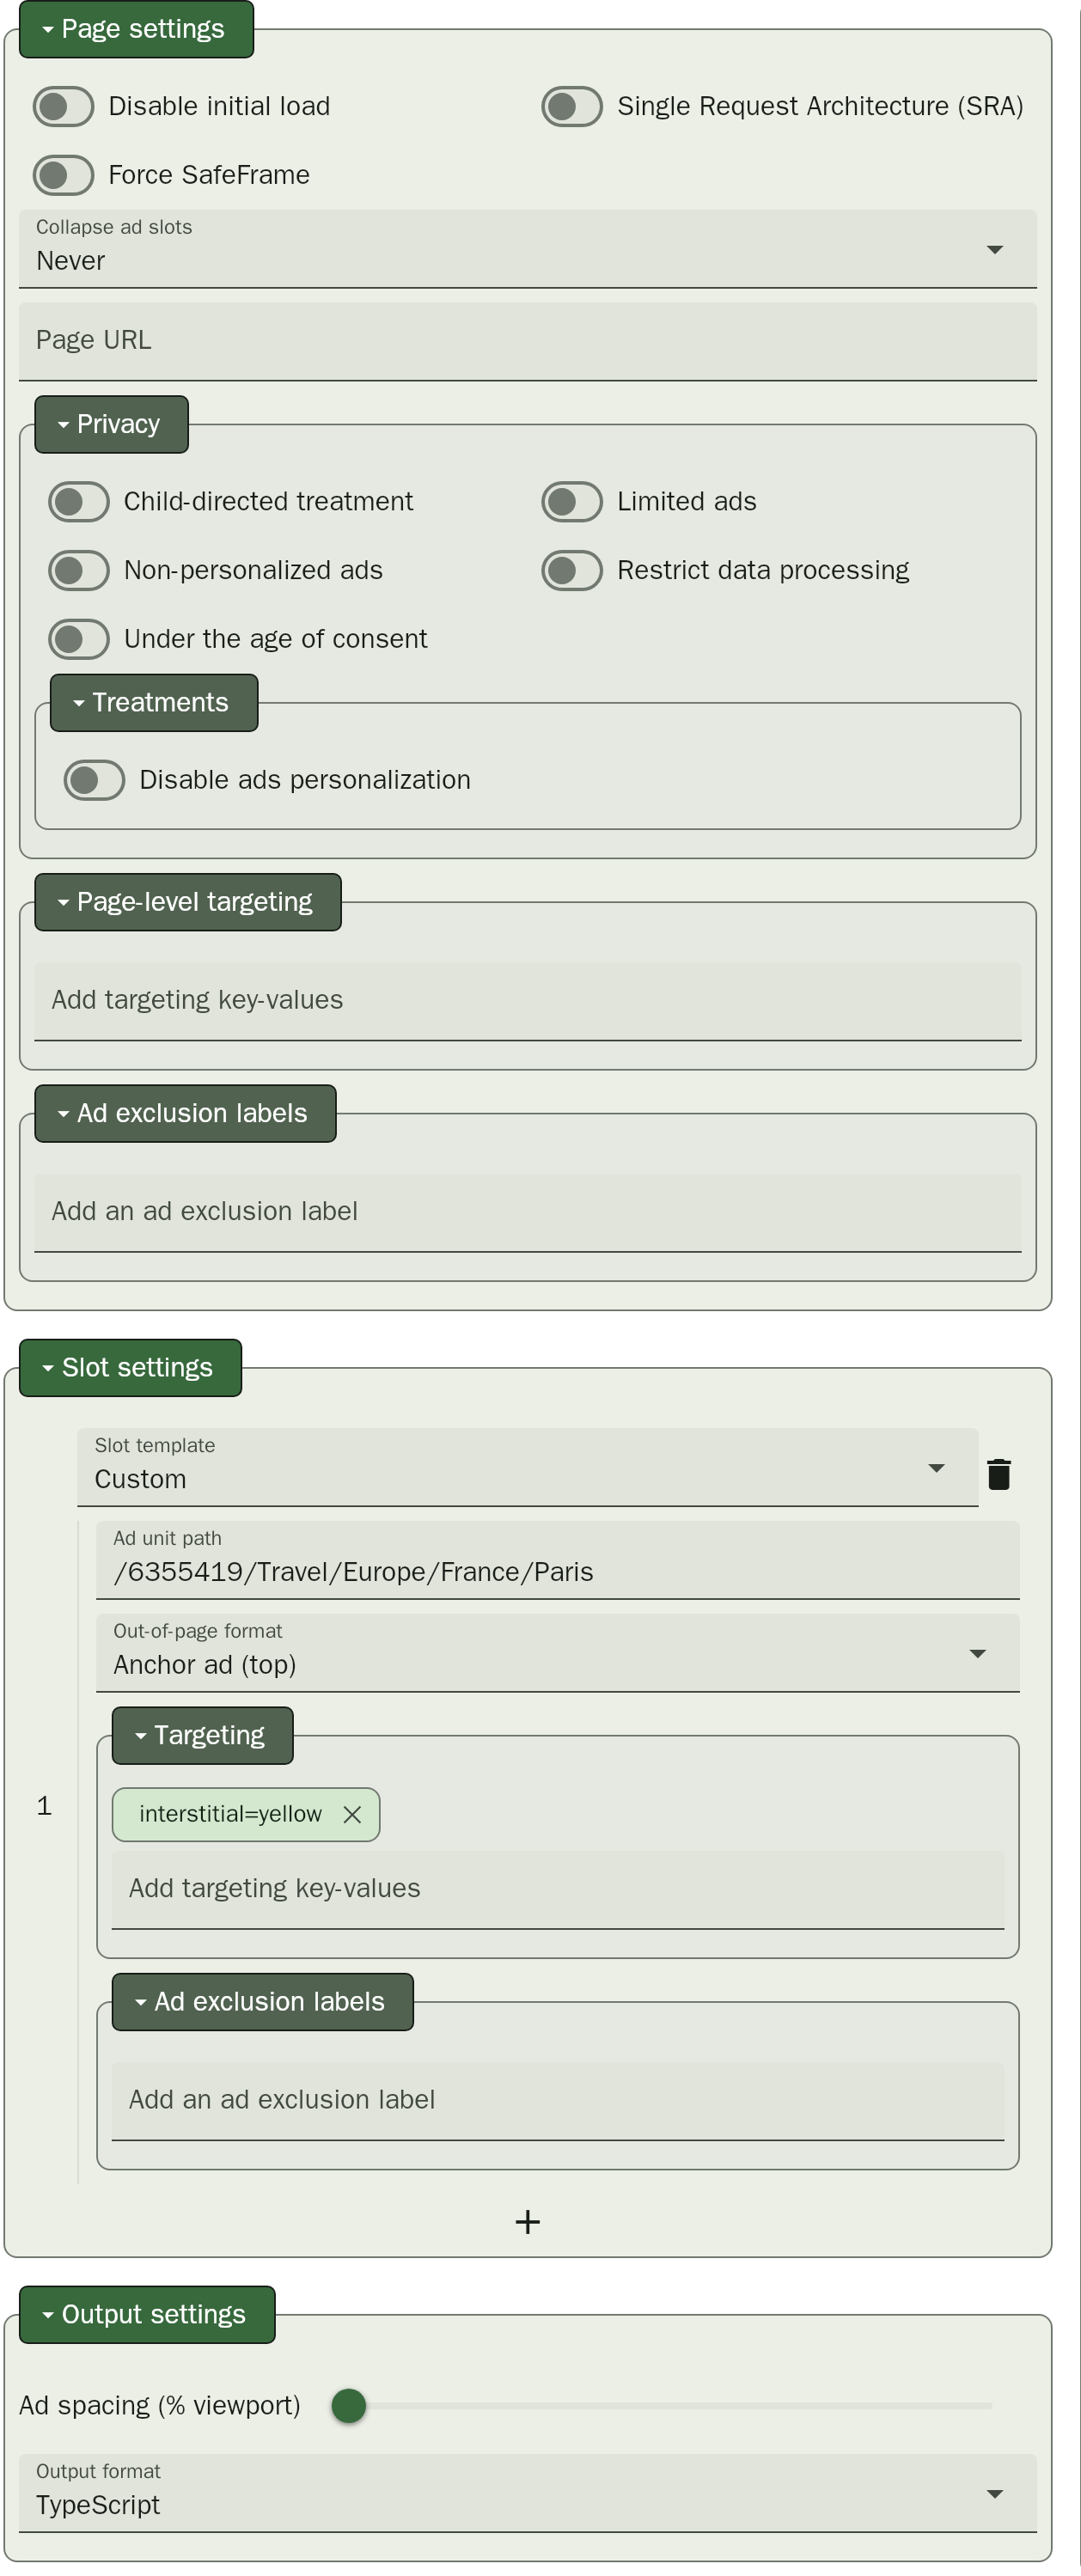 Page settings
Disable initial load
Single Request Architecture (SRA)
Force SafeFrame
Collapse ad slots
Never
Page URL
Privacy
Child-directed treatment
Limited ads
Non-personalized ads
Restrict data processing
Under the age of consent
Treatments
Disable ads personalization
Page-level targeting
Add targeting key-values
Ad exclusion labels
Add an ad exclusion label
Slot settings
Slot template
Custom
Ad unit path
/6355419/Travel/Europe/France/Paris
Out-of-page format
Anchor ad (top)
Targeting
1
interstitial=yellow
Add targeting key-values
Ad exclusion labels
Add an ad exclusion label
Output settings
Ad spacing (% viewport)
Output format
TypeScript